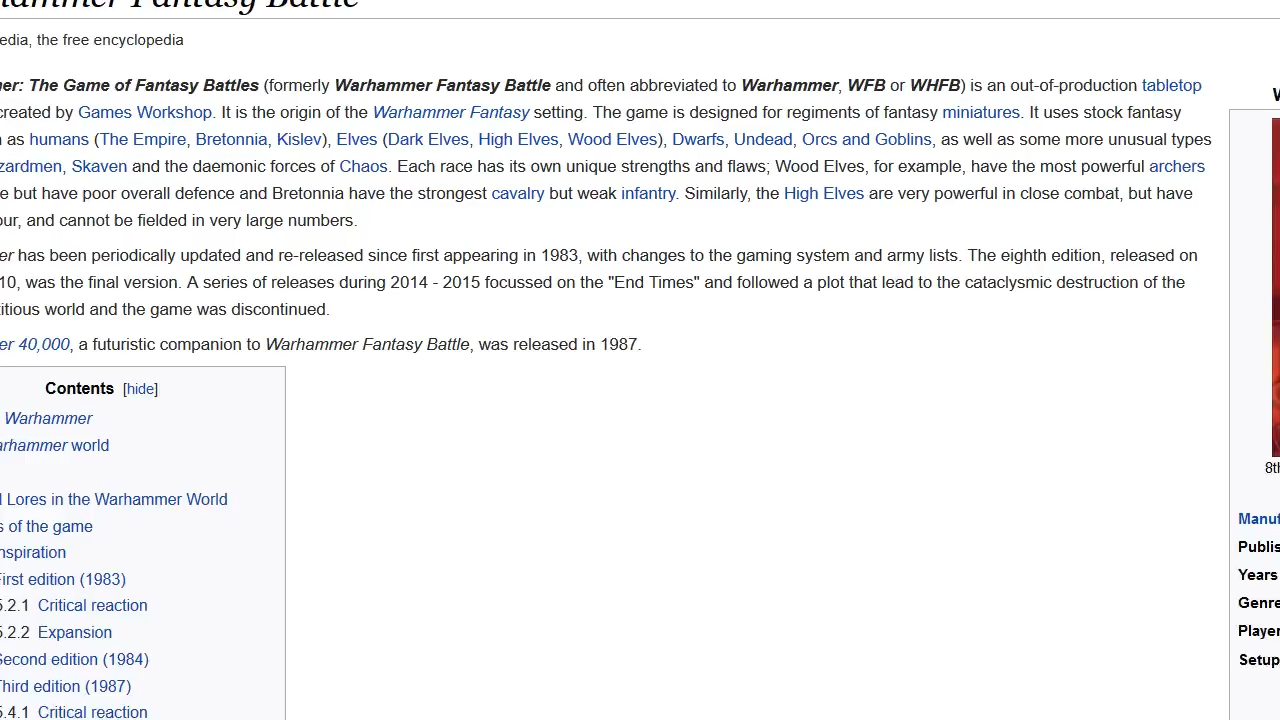 hammer Fantasy Battle
edia, the free encyclopedia
er: The Game of Fantasy Battles (formerly Warhammer Fantasy Battle and often abbreviated to Warhammer, WFB or WHFB) is an out-of-production tabletop
created by Games Workshop. It is the origin of the Warhammer Fantasy setting. The game is designed for regiments of fantasy miniatures. It uses stock fantasy
as humans (The Empire, Bretonnia, Kislev), Elves (Dark Elves, High Elves, Wood Elves), Dwarfs, Undead, Orcs and Goblins, as well as some more unusual types
zardmen, Skaven and the daemonic forces of Chaos. Each race has its own unique strengths and flaws; Wood Elves, for example, have the most powerful archers
e but have poor overall defence and Bretonnia have the strongest cavalry but weak infantry. Similarly, the High Elves are very powerful in close combat, but have
our, and cannot be fielded in very large numbers.
er has been periodically updated and re-released since first appearing in 1983, with changes to the gaming system and army lists. The eighth edition, released on
10, was the final version. A series of releases during 2014 - 2015 focussed on the "End Times" and followed a plot that lead to the cataclysmic destruction of the
titious world and the game was discontinued.
er 40,000, a futuristic companion to Warhammer Fantasy Battle, was released in 1987.
Contents [hide]
Warhammer
arhammer world
l Lores in the Warhammer World
s of the game
nspiration
First edition (1983)
5.2.1 Critical reaction
5.2.2 Expansion
Second edition (1984)
Third edition (1987)
5.4.1 Critical reaction
W
8th
Manuf
Publis
Years
Genre
Player
Setup